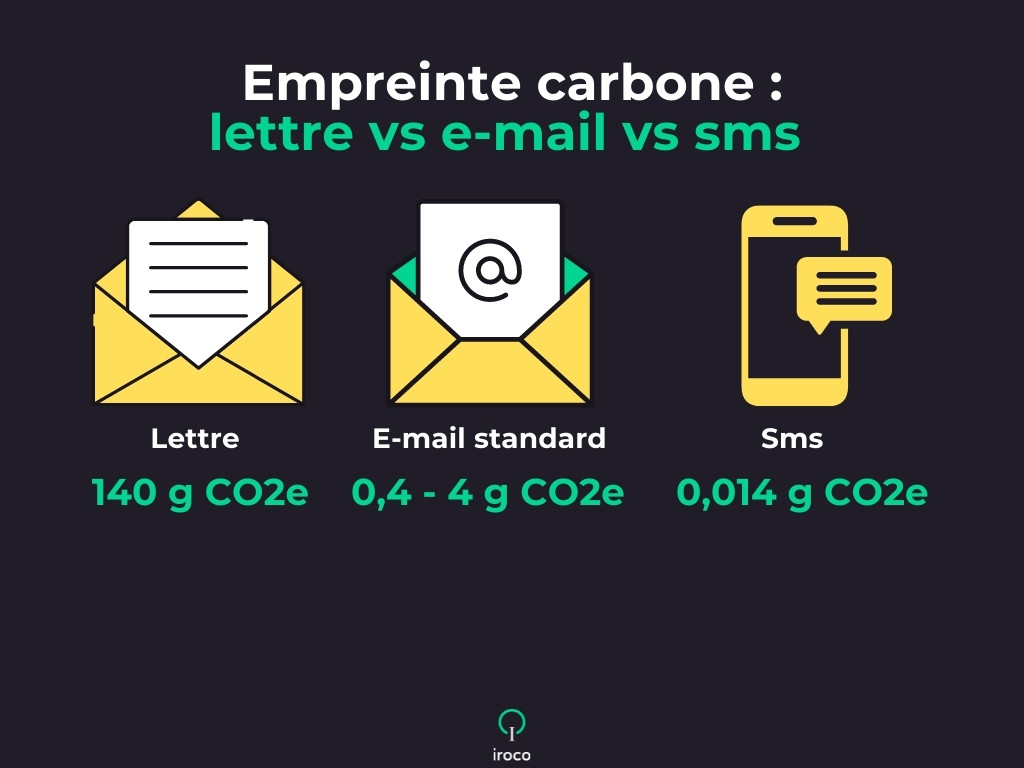 Empreinte carbone :
lettre vs e-mail vs sms
@
Lettre
E-mail standard
Sms
140 g CO2e
0,4 - 4 g CO2e
0,014 g CO2e
iroco